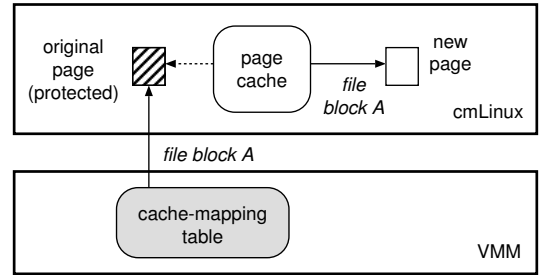 original
page
(protected)
page
cache
new
page
file
block A
cmLinux
file block A
cache-mapping
table
VMM